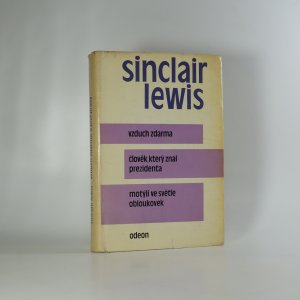 sinclair
lewis
vzduch zdarma
člověk který znal
prezidenta
motýli ve světle
obloukovek
odeon